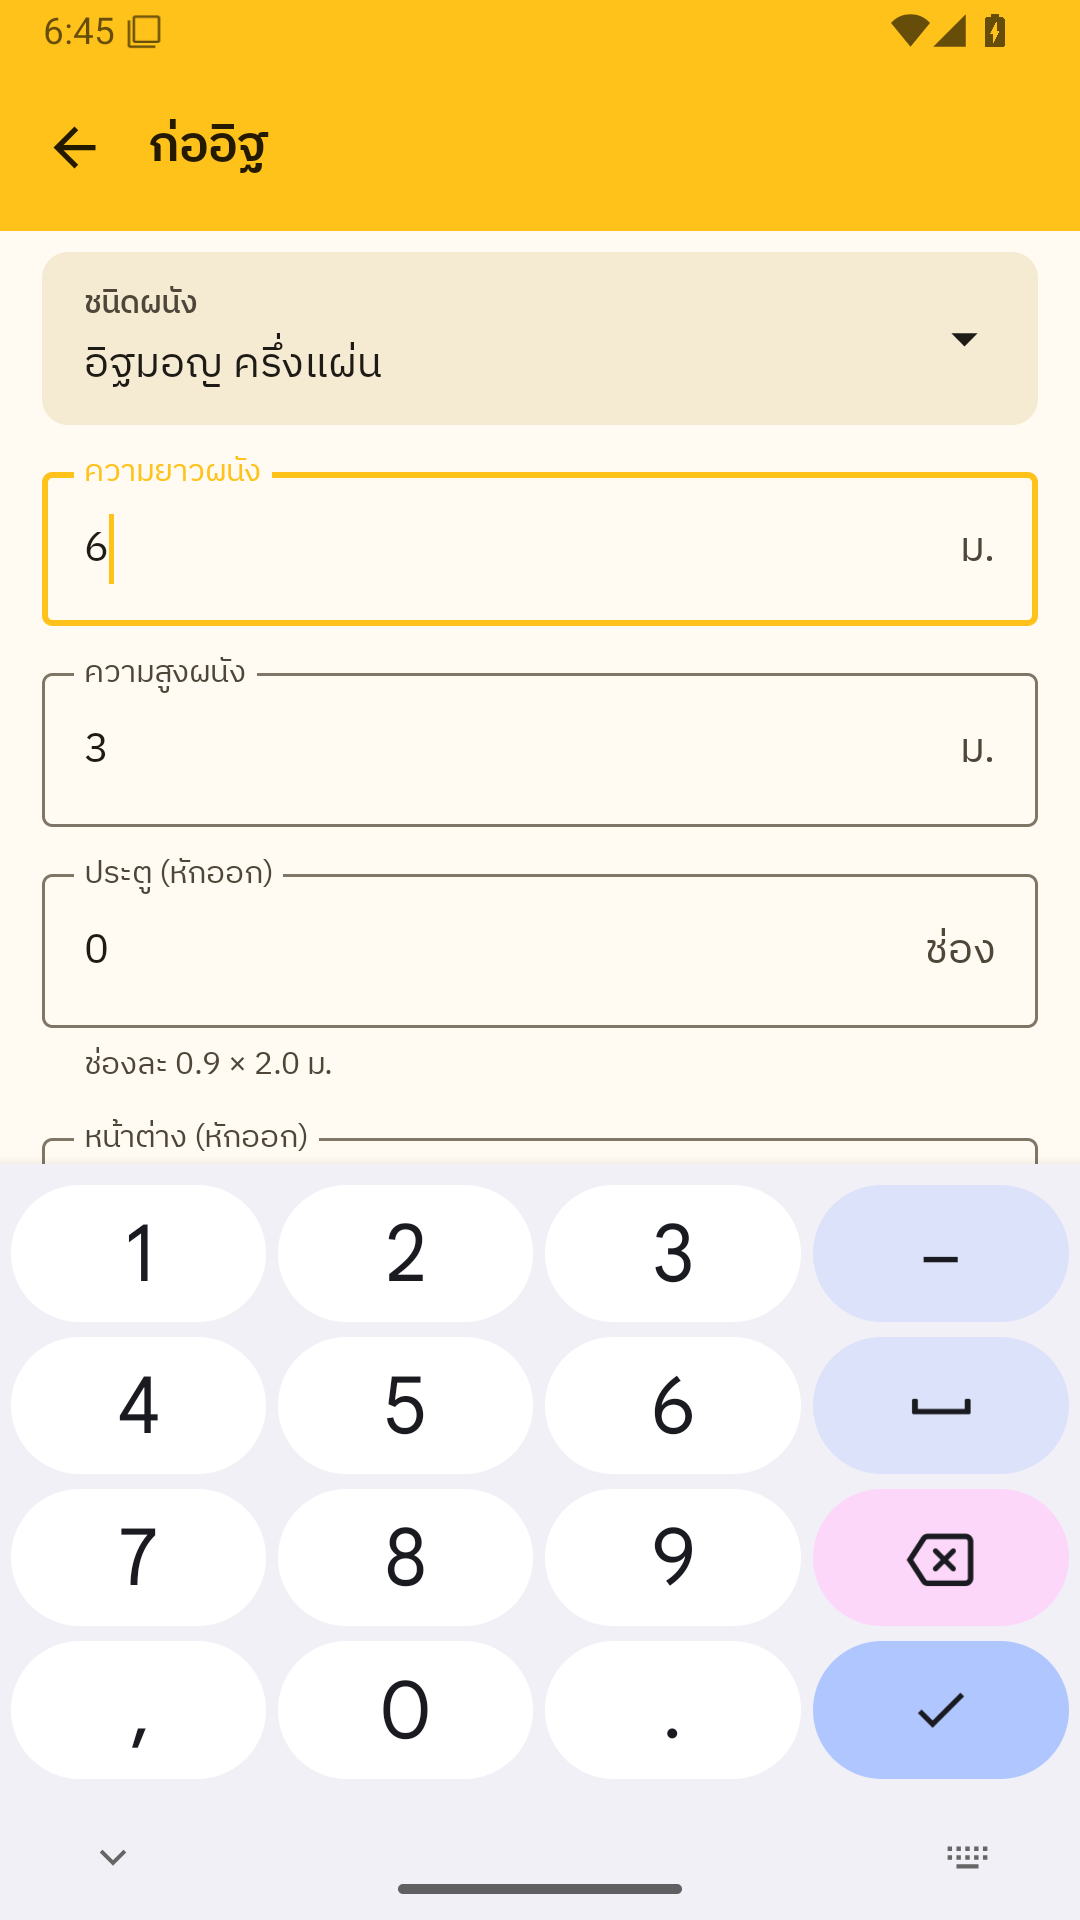 6:45
ก่ออิฐ
ชนิดผนัง
อิฐมอญ ครึ่งแผ่น
ความยาวผนัง
6 ม.
ความสูงผนัง
3 ม.
ประตู (หักออก)
0 ช่อง
ช่องละ 0.9 × 2.0 ม.
หน้าต่าง (หักออก)
1 2 3 –
4 5 6
7 8 9
, 0 .